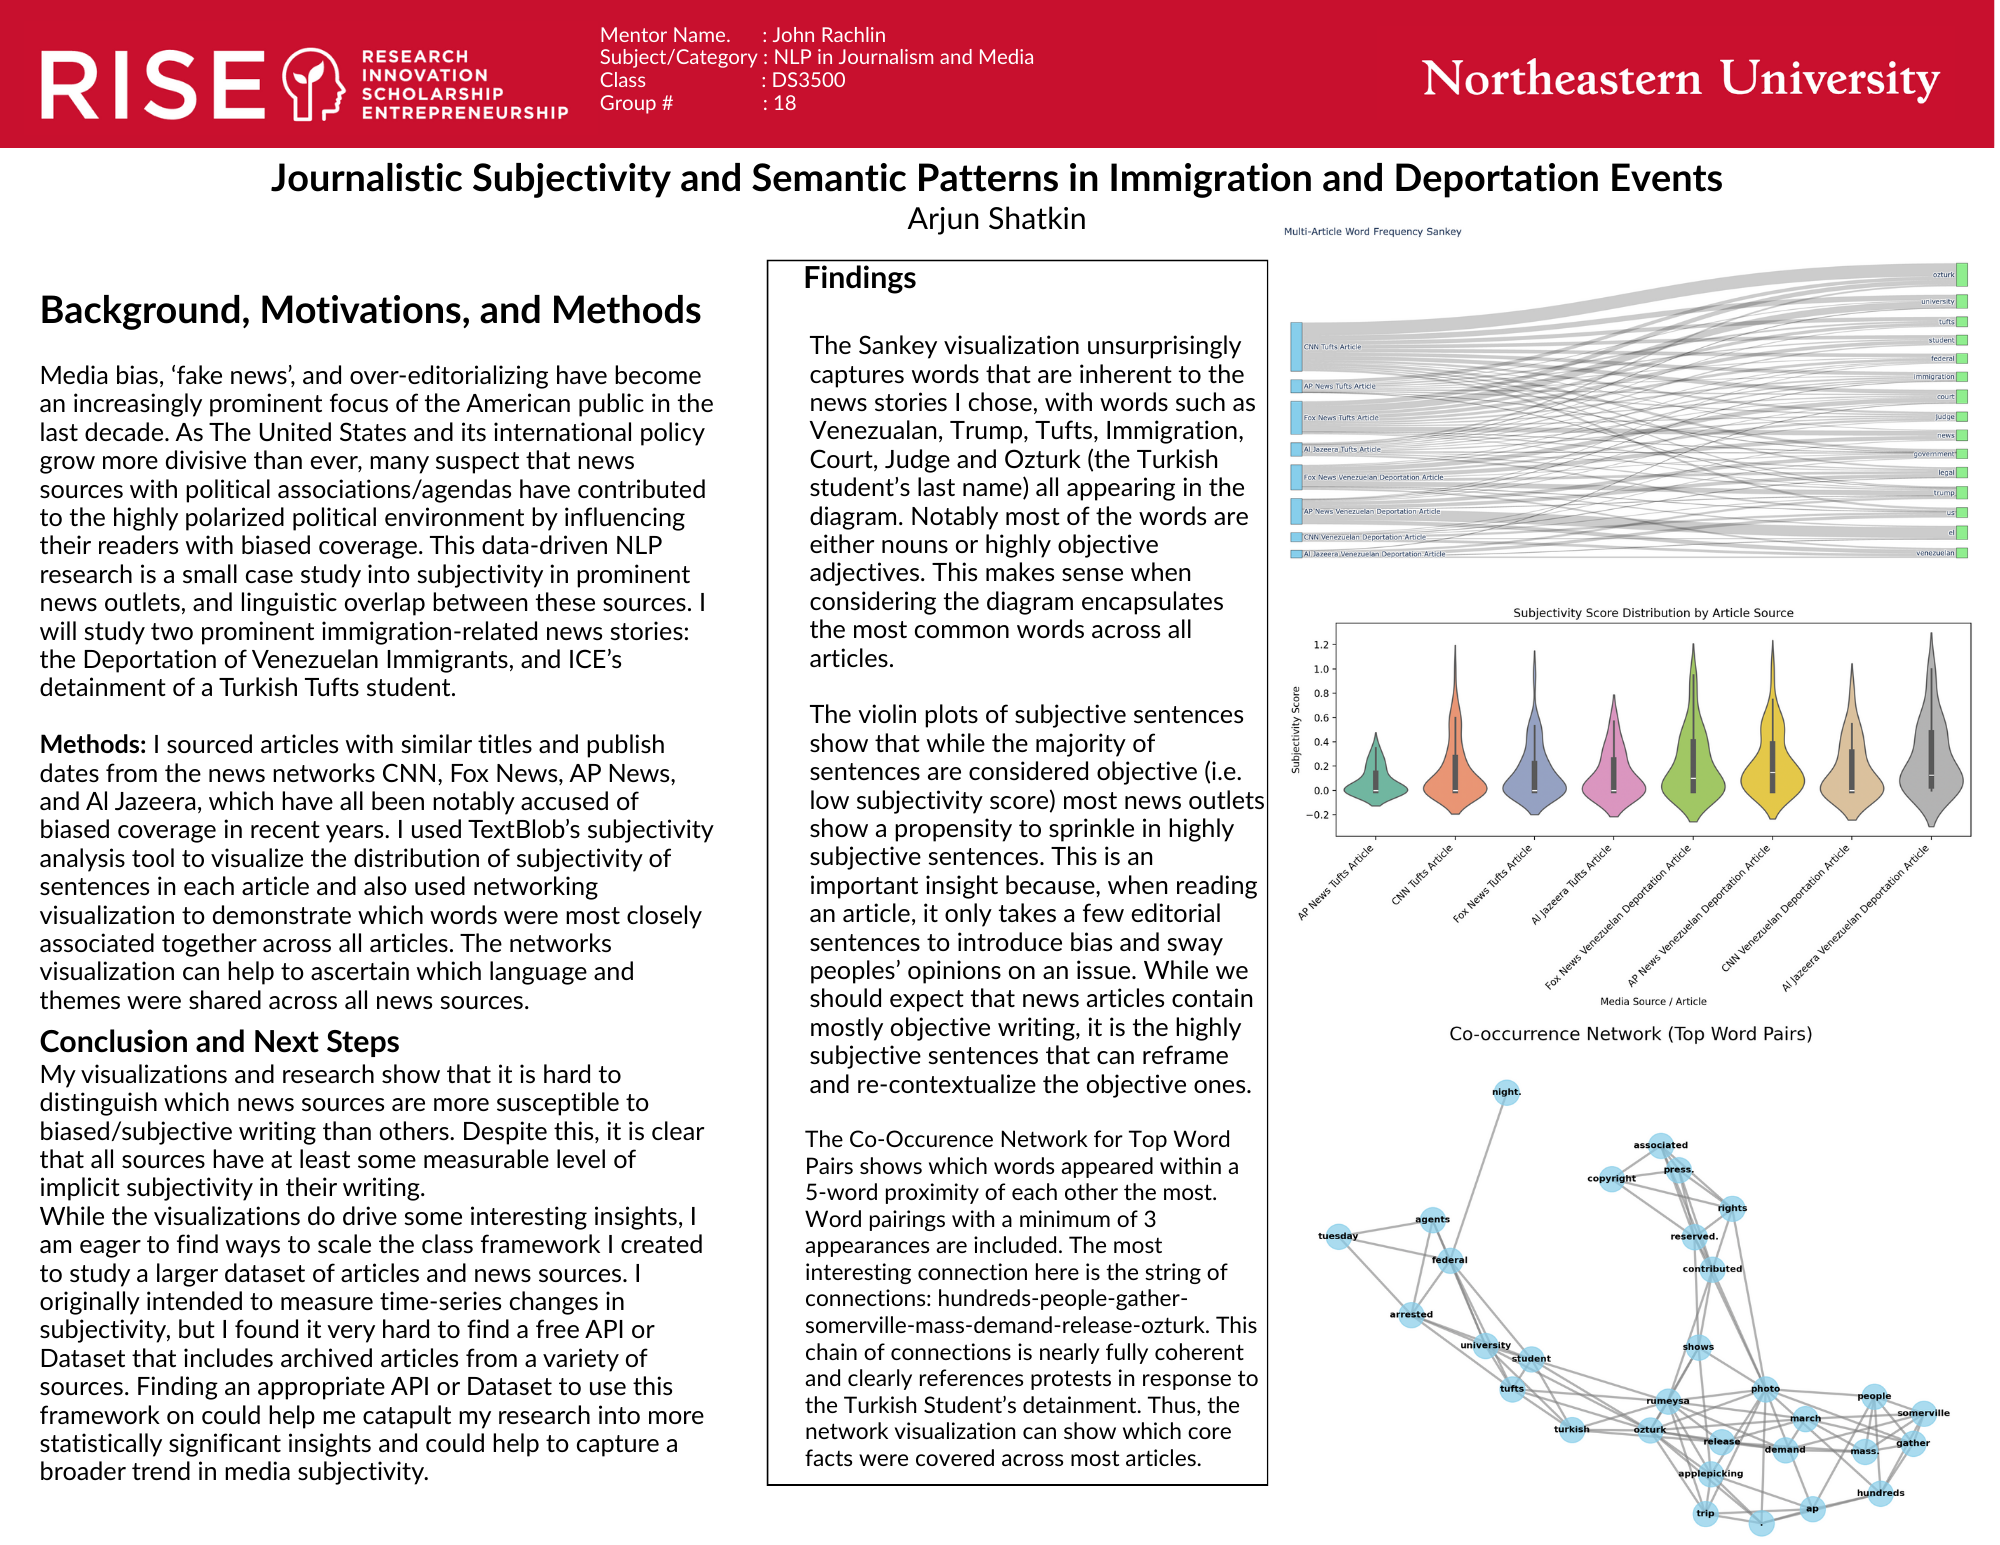 RISE
RESEARCH
INNOVATION
SCHOLARSHIP
ENTREPRENEURSHIP
Mentor Name. : John Rachlin
Subject/Category : NLP in Journalism and Media
Class : DS3500
Group # : 18
Northeastern University
Journalistic Subjectivity and Semantic Patterns in Immigration and Deportation Events
Arjun Shatkin
Background, Motivations, and Methods
Media bias, ‘fake news’, and over-editorializing have become
an increasingly prominent focus of the American public in the
last decade. As The United States and its international policy
grow more divisive than ever, many suspect that news
sources with political associations/agendas have contributed
to the highly polarized political environment by influencing
their readers with biased coverage. This data-driven NLP
research is a small case study into subjectivity in prominent
news outlets, and linguistic overlap between these sources. I
will study two prominent immigration-related news stories:
the Deportation of Venezuelan Immigrants, and ICE’s
detainment of a Turkish Tufts student.
Methods: I sourced articles with similar titles and publish
dates from the news networks CNN, Fox News, AP News,
and Al Jazeera, which have all been notably accused of
biased coverage in recent years. I used TextBlob’s subjectivity
analysis tool to visualize the distribution of subjectivity of
sentences in each article and also used networking
visualization to demonstrate which words were most closely
associated together across all articles. The networks
visualization can help to ascertain which language and
themes were shared across all news sources.
Conclusion and Next Steps
My visualizations and research show that it is hard to
distinguish which news sources are more susceptible to
biased/subjective writing than others. Despite this, it is clear
that all sources have at least some measurable level of
implicit subjectivity in their writing.
While the visualizations do drive some interesting insights, I
am eager to find ways to scale the class framework I created
to study a larger dataset of articles and news sources. I
originally intended to measure time-series changes in
subjectivity, but I found it very hard to find a free API or
Dataset that includes archived articles from a variety of
sources. Finding an appropriate API or Dataset to use this
framework on could help me catapult my research into more
statistically significant insights and could help to capture a
broader trend in media subjectivity.
Findings
The Sankey visualization unsurprisingly
captures words that are inherent to the
news stories I chose, with words such as
Venezualan, Trump, Tufts, Immigration,
Court, Judge and Ozturk (the Turkish
student’s last name) all appearing in the
diagram. Notably most of the words are
either nouns or highly objective
adjectives. This makes sense when
considering the diagram encapsulates
the most common words across all
articles.
The violin plots of subjective sentences
show that while the majority of
sentences are considered objective (i.e.
low subjectivity score) most news outlets
show a propensity to sprinkle in highly
subjective sentences. This is an
important insight because, when reading
an article, it only takes a few editorial
sentences to introduce bias and sway
peoples’ opinions on an issue. While we
should expect that news articles contain
mostly objective writing, it is the highly
subjective sentences that can reframe
and re-contextualize the objective ones.
The Co-Occurence Network for Top Word
Pairs shows which words appeared within a
5-word proximity of each other the most.
Word pairings with a minimum of 3
appearances are included. The most
interesting connection here is the string of
connections: hundreds-people-gather-
somerville-mass-demand-release-ozturk. This
chain of connections is nearly fully coherent
and clearly references protests in response to
the Turkish Student’s detainment. Thus, the
network visualization can show which core
facts were covered across most articles.
Multi-Article Word Frequency Sankey
CNN Tufts Article
AP News Tufts Article
Fox News Tufts Article
Al Jazeera Tufts Article
Fox News Venezuelan Deportation Article
AP News Venezuelan Deportation Article
CNN Venezuelan Deportation Article
Al Jazeera Venezuelan Deportation Article
ozturk
university
tufts
student
federal
immigration
court
judge
news
government
legal
trump
us
el
venezuelan
Subjectivity Score Distribution by Article Source
Subjectivity Score
1.2
1.0
0.8
0.6
0.4
0.2
0.0
−0.2
AP News Tufts Article
CNN Tufts Article
Fox News Tufts Article
Al Jazeera Tufts Article
Fox News Venezuelan Deportation Article
AP News Venezuelan Deportation Article
CNN Venezuelan Deportation Article
Al Jazeera Venezuelan Deportation Article
Media Source / Article
Co-occurrence Network (Top Word Pairs)
night.
associated
press.
copyright
rights
agents
tuesday
reserved.
federal
contributed
arrested
university
shows
student
tufts
photo
people
rumeysa
somerville
march
turkish
ozturk
release
gather
demand
mass.
applepicking
hundreds
ap
trip
.